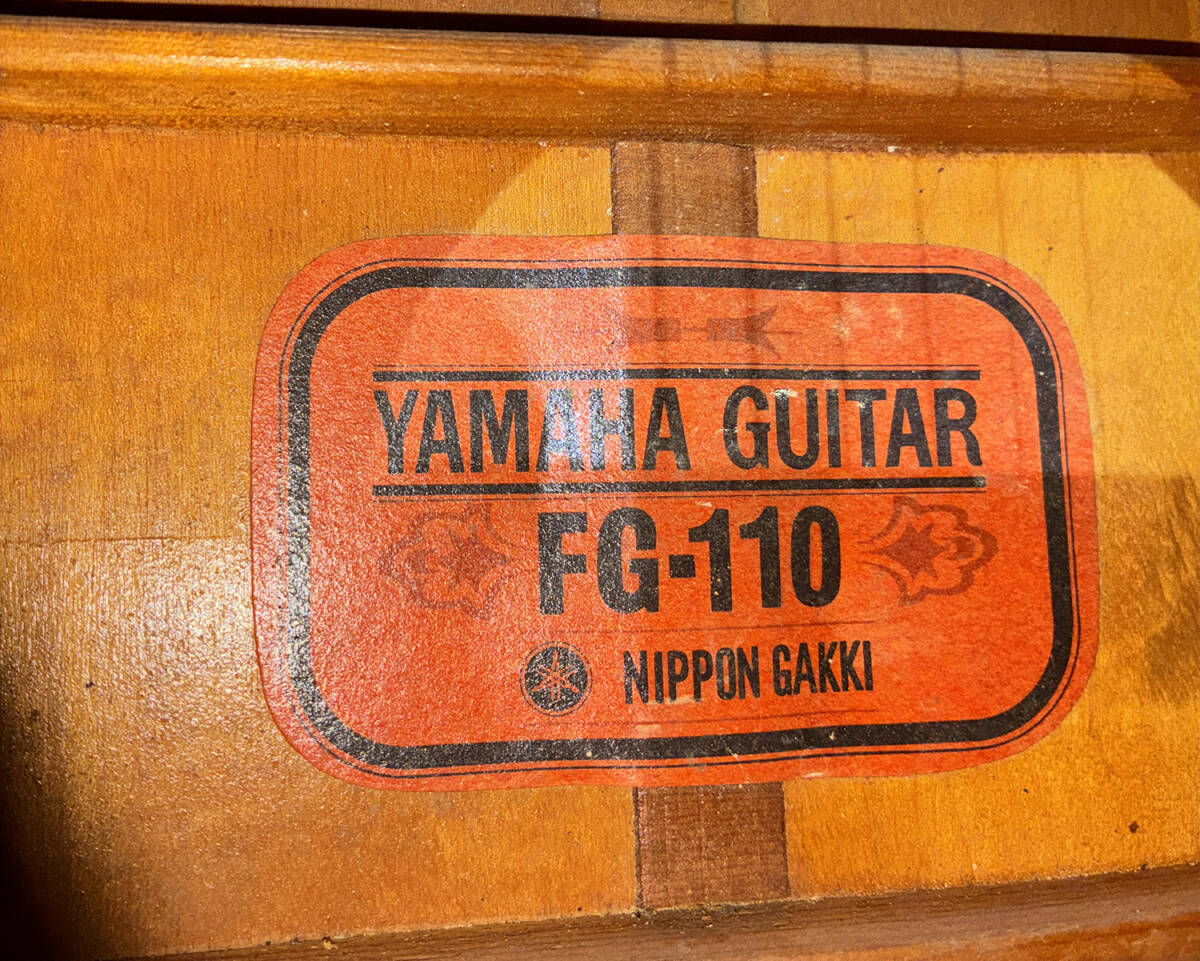 YAMAHA GUITAR
FG-110
NIPPON GAKKI